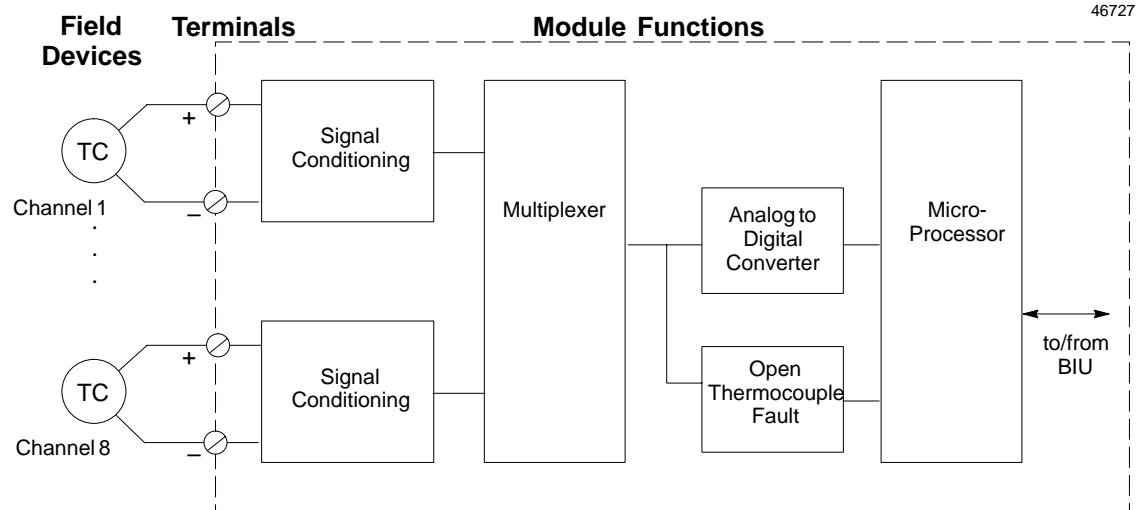 46727
Field Devices
Terminals
Module Functions
+
TC
−
Channel 1
.
.
.
+
TC
−
Channel 8
Signal
Conditioning
Signal
Conditioning
Multiplexer
Analog to
Digital
Converter
Open
Thermocouple
Fault
Micro-
Processor
to/from
BIU